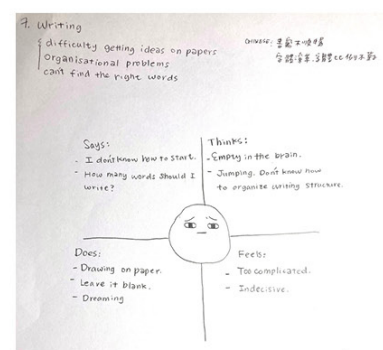 7. Writing
difficulty getting ideas on papers
organisational problems
can't find the right words
CHINESE:
Says:
- I don't know how to start.
- How many words should I write?
Thinks:
- Empty in the brain.
- Jumping. Don't know how
to organise writing structure.
Does:
- Drawing on paper.
- Leave it blank.
- Dreaming
Feels:
- Too complicated.
- Indecisive.